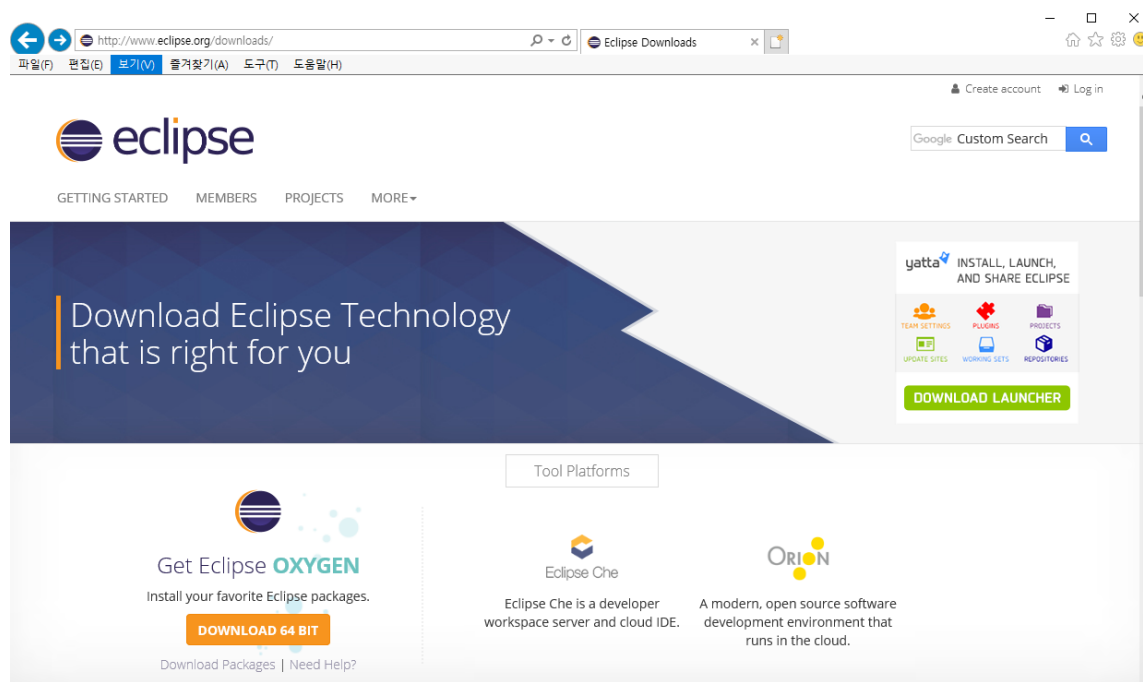 http://www.eclipse.org/downloads/
Eclipse Downloads
파일(F) 편집(E) 보기(V) 즐겨찾기(A) 도구(T) 도움말(H)
Create account Log in
eclipse
Google Custom Search
GETTING STARTED MEMBERS PROJECTS MORE
yatta INSTALL, LAUNCH,
AND SHARE ECLIPSE
Download Eclipse Technology
that is right for you
TEAM SETTINGS PLUGINS PROJECTS
UPDATE SITES WORKING SETS REPOSITORIES
DOWNLOAD LAUNCHER
Tool Platforms
Get Eclipse OXYGEN
Install your favorite Eclipse packages.
DOWNLOAD 64 BIT
Download Packages | Need Help?
Eclipse Che
Eclipse Che is a developer
workspace server and cloud IDE.
ORION
A modern, open source software
development environment that
runs in the cloud.